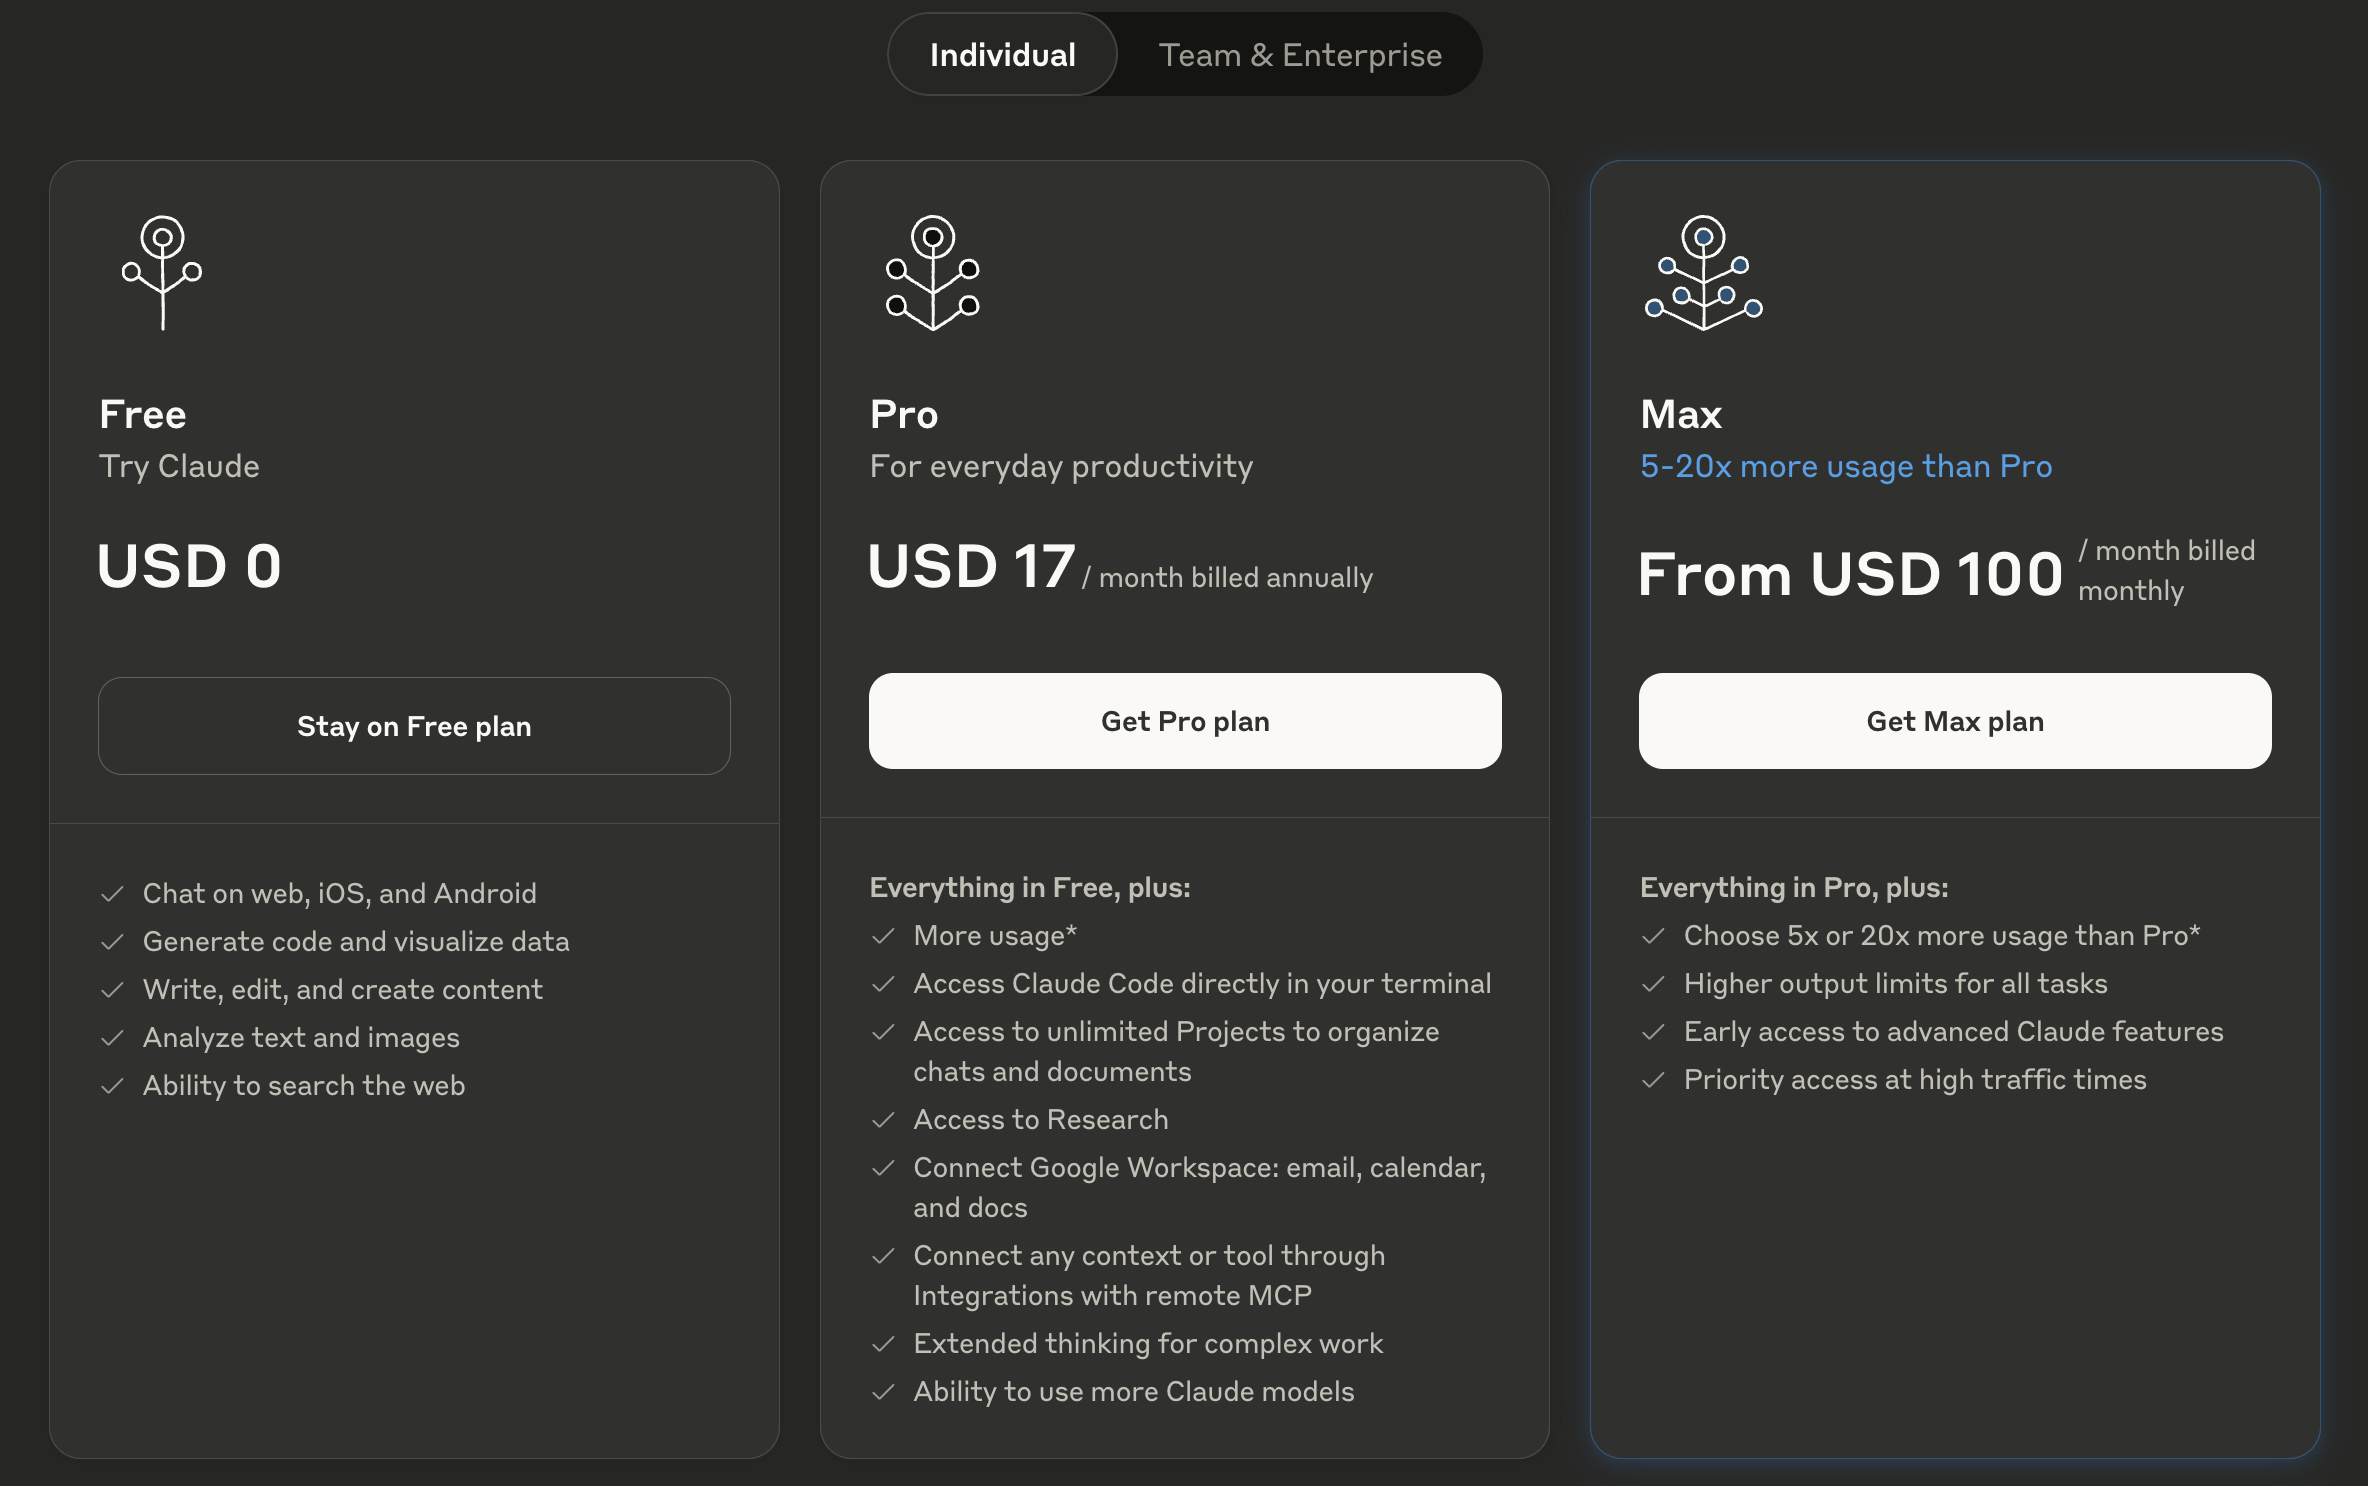 Individual
Team & Enterprise
Free
Try Claude
USD 0
Stay on Free plan
Chat on web, iOS, and Android
Generate code and visualize data
Write, edit, and create content
Analyze text and images
Ability to search the web
Pro
For everyday productivity
USD 17 / month billed annually
Get Pro plan
Everything in Free, plus:
More usage*
Access Claude Code directly in your terminal
Access to unlimited Projects to organize
chats and documents
Access to Research
Connect Google Workspace: email, calendar,
and docs
Connect any context or tool through
Integrations with remote MCP
Extended thinking for complex work
Ability to use more Claude models
Max
5-20x more usage than Pro
From USD 100 / month billed
monthly
Get Max plan
Everything in Pro, plus:
Choose 5x or 20x more usage than Pro*
Higher output limits for all tasks
Early access to advanced Claude features
Priority access at high traffic times